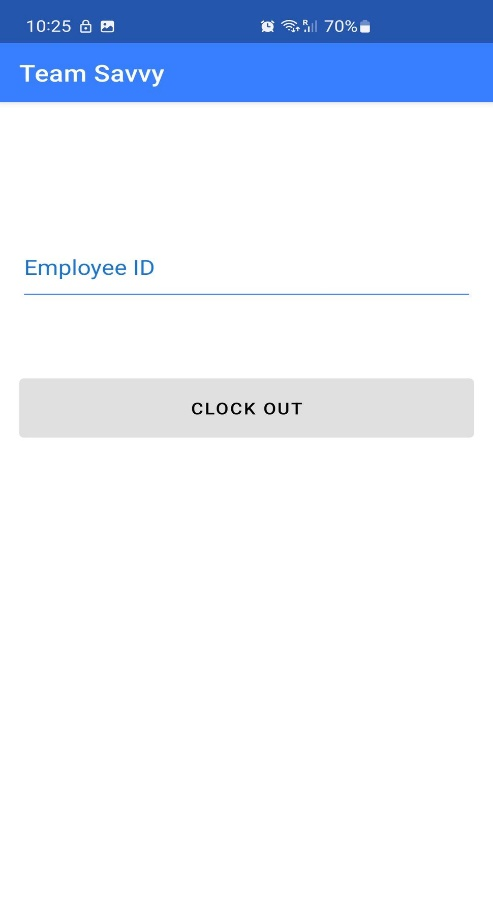 10:25 R 70%
Team Savvy
Employee ID
CLOCK OUT